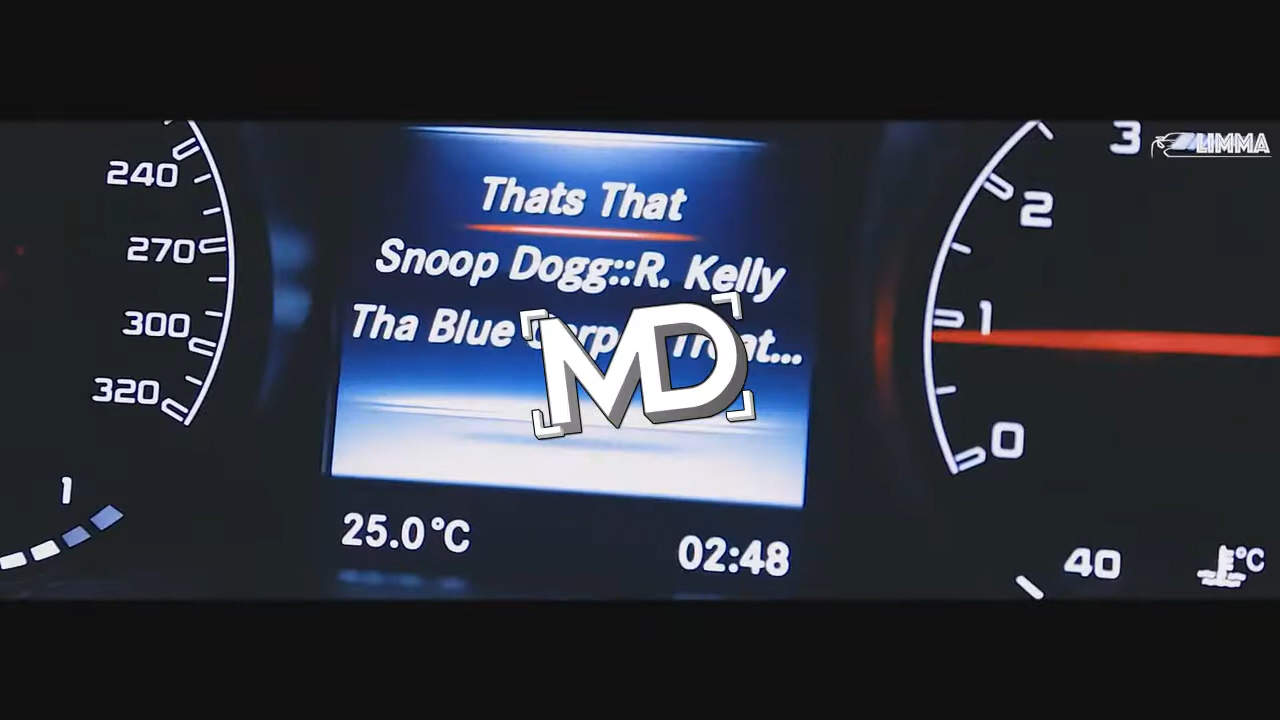 240
270
300
320
1
Thats That
Snoop Dogg::R. Kelly
Tha Blue
MD
25.0°C
02:48
3
2
1
0
40
°C
LIMMA